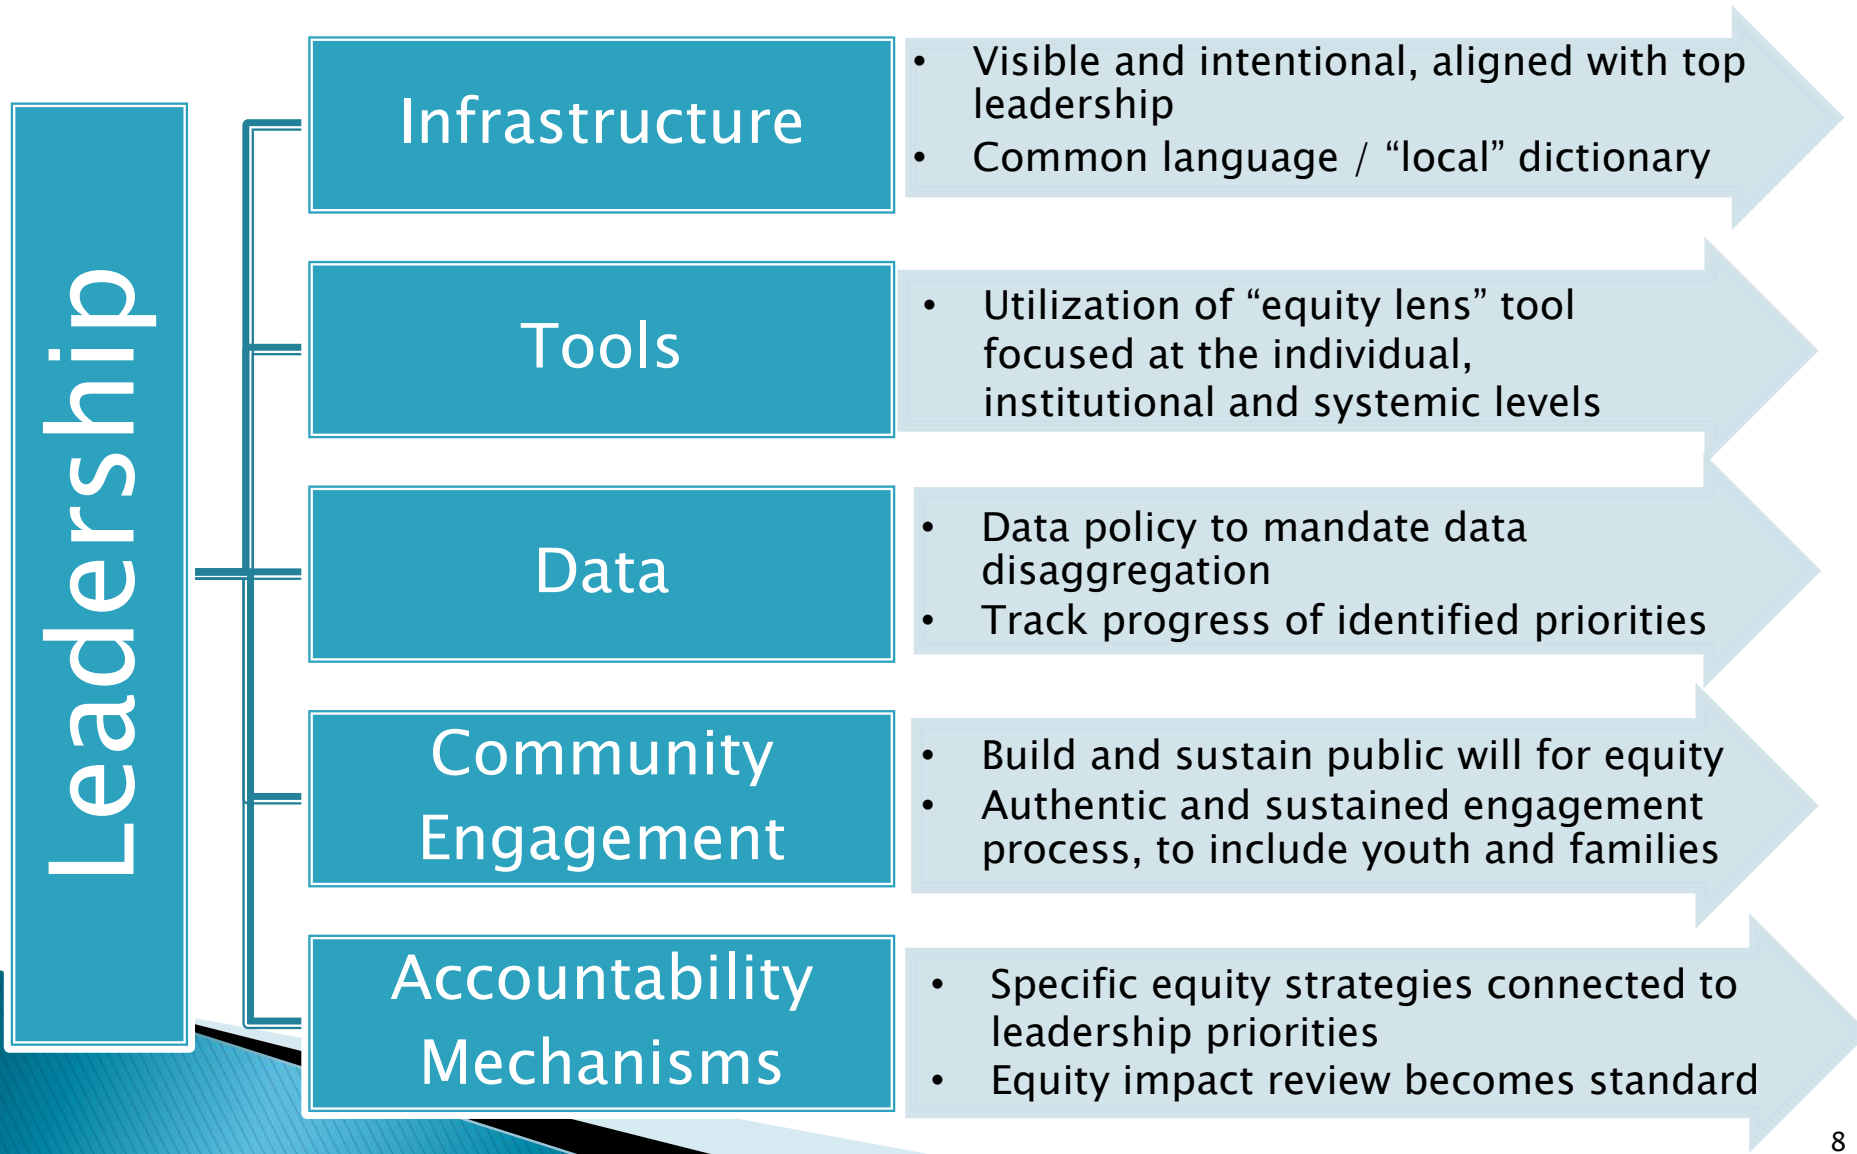 Leadership
Infrastructure
• Visible and intentional, aligned with top
leadership
• Common language / “local” dictionary
Tools
• Utilization of “equity lens” tool
focused at the individual,
institutional and systemic levels
Data
• Data policy to mandate data
disaggregation
• Track progress of identified priorities
Community
Engagement
• Build and sustain public will for equity
• Authentic and sustained engagement
process, to include youth and families
Accountability
Mechanisms
• Specific equity strategies connected to
leadership priorities
• Equity impact review becomes standard
8